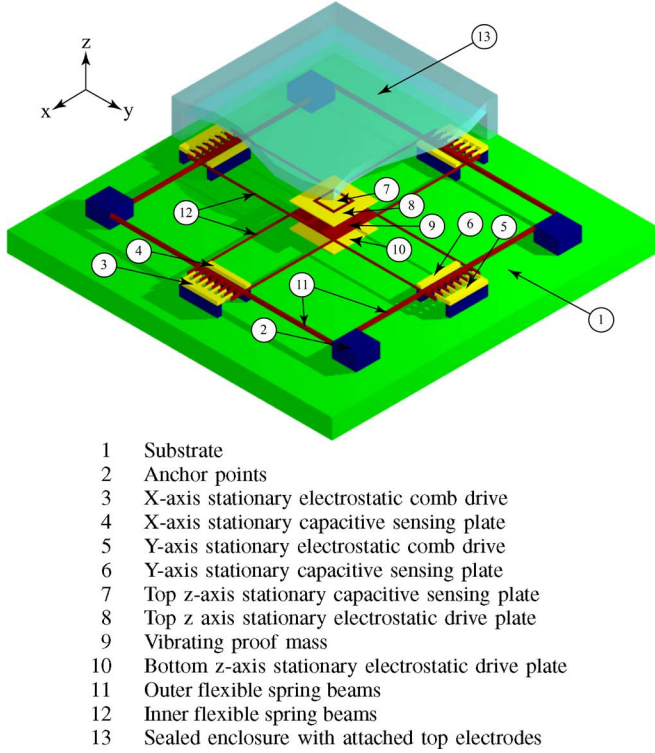 13
z
x
y
7
12
8
9
6
5
4
10
3
11
2
1
1 Substrate
2 Anchor points
3 X-axis stationary electrostatic comb drive
4 X-axis stationary capacitive sensing plate
5 Y-axis stationary electrostatic comb drive
6 Y-axis stationary capacitive sensing plate
7 Top z-axis stationary capacitive sensing plate
8 Top z axis stationary electrostatic drive plate
9 Vibrating proof mass
10 Bottom z-axis stationary electrostatic drive plate
11 Outer flexible spring beams
12 Inner flexible spring beams
13 Sealed enclosure with attached top electrodes